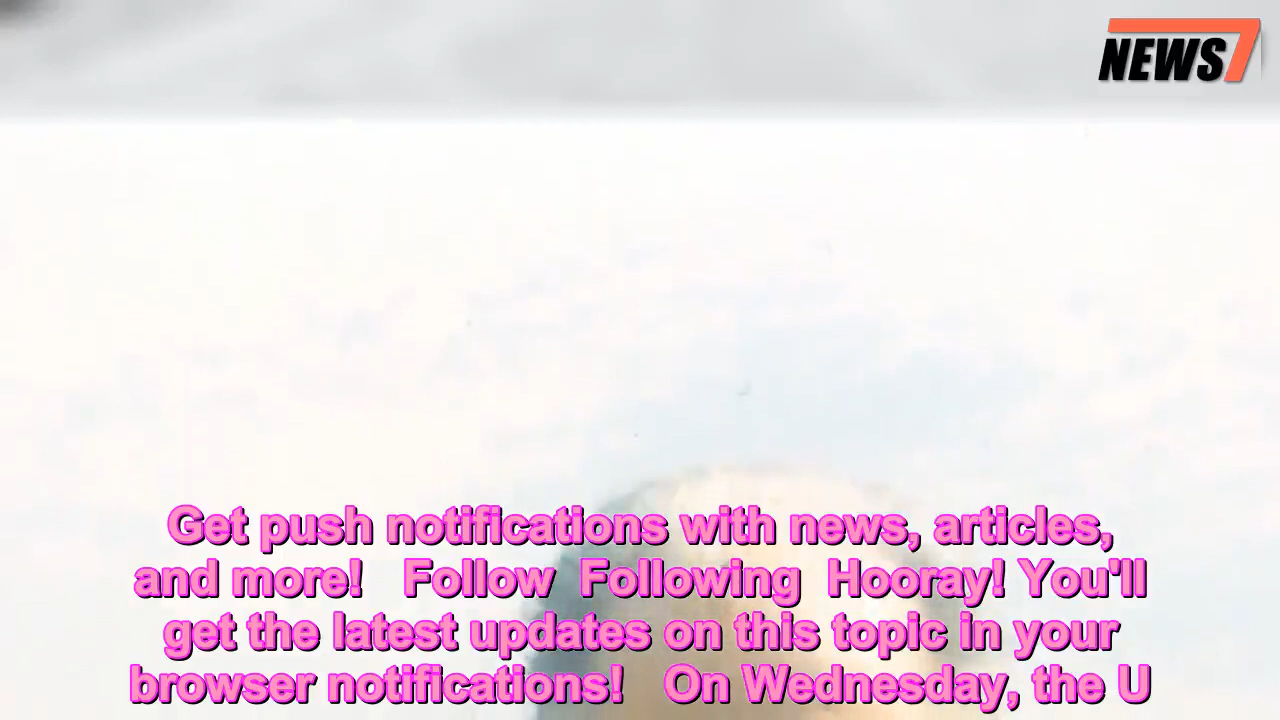 NEWS7
Get push notifications with news, articles,
and more! Follow Following Hooray! You'll
get the latest updates on this topic in your
browser notifications! On Wednesday, the U